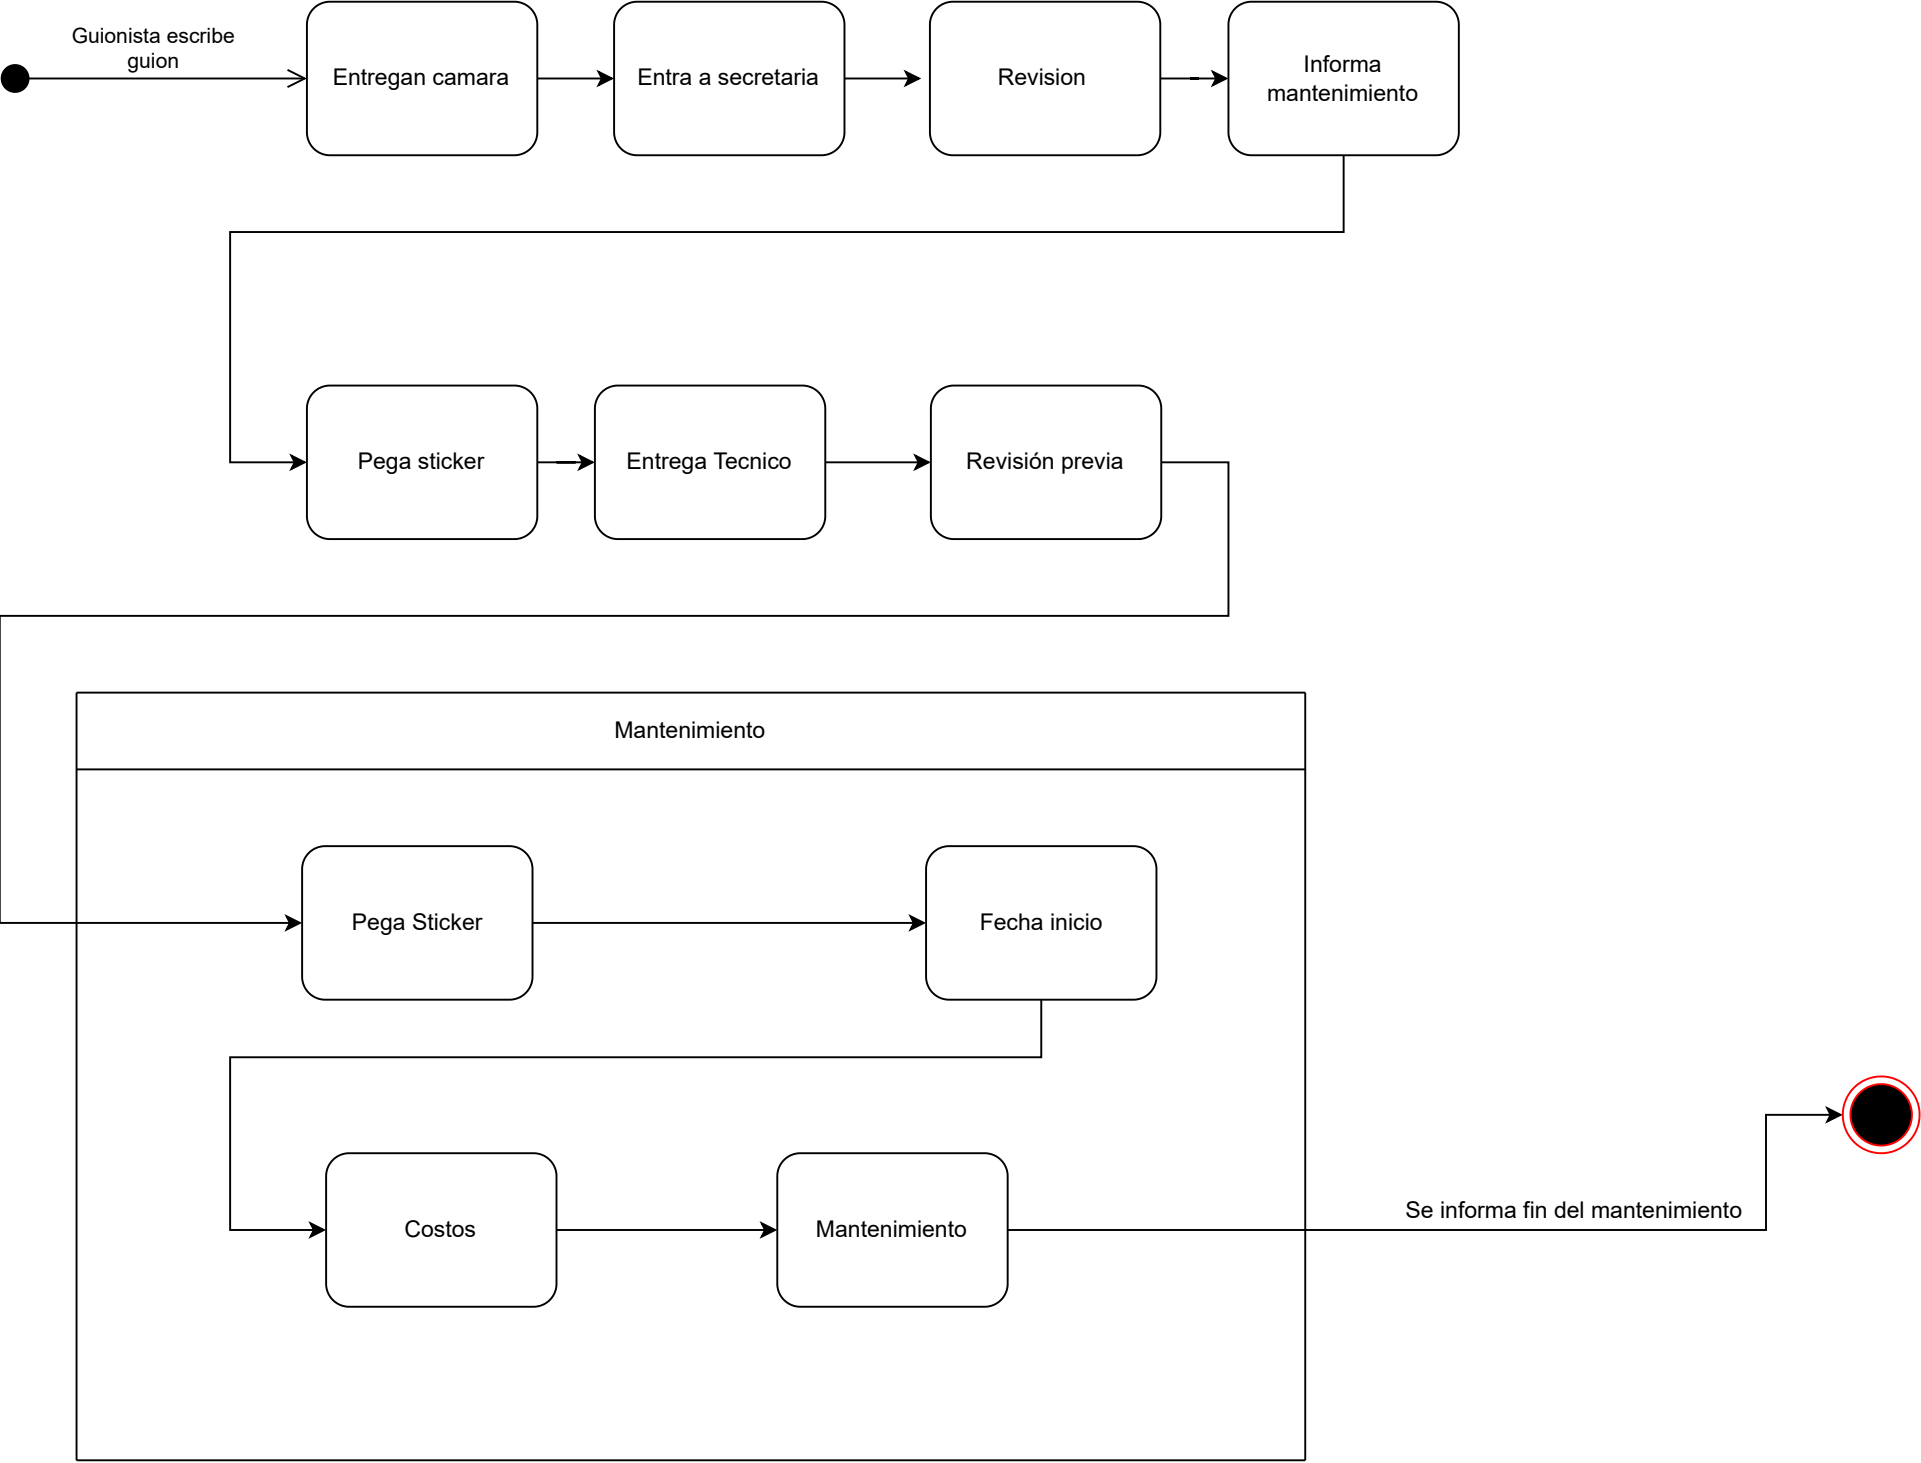 Guionista escribe
guion
Entregan camara
Entra a secretaria
Revision
Informa
mantenimiento
Pega sticker
Entrega Tecnico
Revisión previa
Mantenimiento
Pega Sticker
Fecha inicio
Costos
Mantenimiento
Se informa fin del mantenimiento